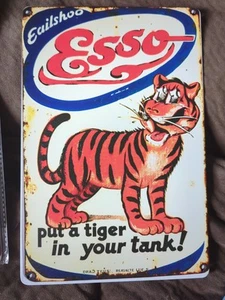 Eailshoo
Esso
put a tiger
in your tank!